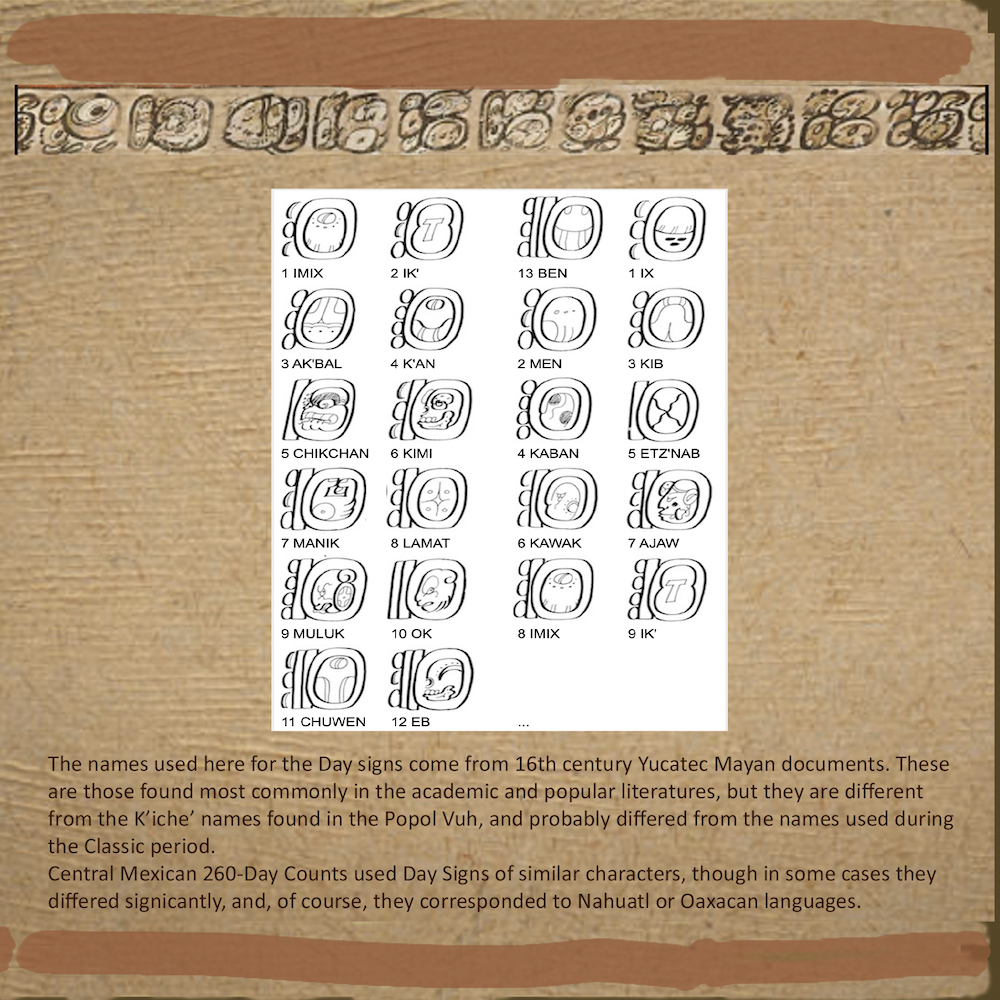 1 IMIX
2 IK'
3 AK'BAL
4 K'AN
5 CHIKCHAN
6 KIMI
7 MANIK
8 LAMAT
9 MULUK
10 OK
11 CHUWEN
12 EB
13 BEN
1 IX
2 MEN
3 KIB
4 KABAN
5 ETZ'NAB
6 KAWAK
7 AJAW
8 IMIX
9 IK'
...
The names used here for the Day signs come from 16th century Yucatec Mayan documents. These
are those found most commonly in the academic and popular literatures, but they are different
from the K’iche’ names found in the Popol Vuh, and probably differed from the names used during
the Classic period.
Central Mexican 260-Day Counts used Day Signs of similar characters, though in some cases they
differed signicantly, and, of course, they corresponded to Nahuatl or Oaxacan languages.